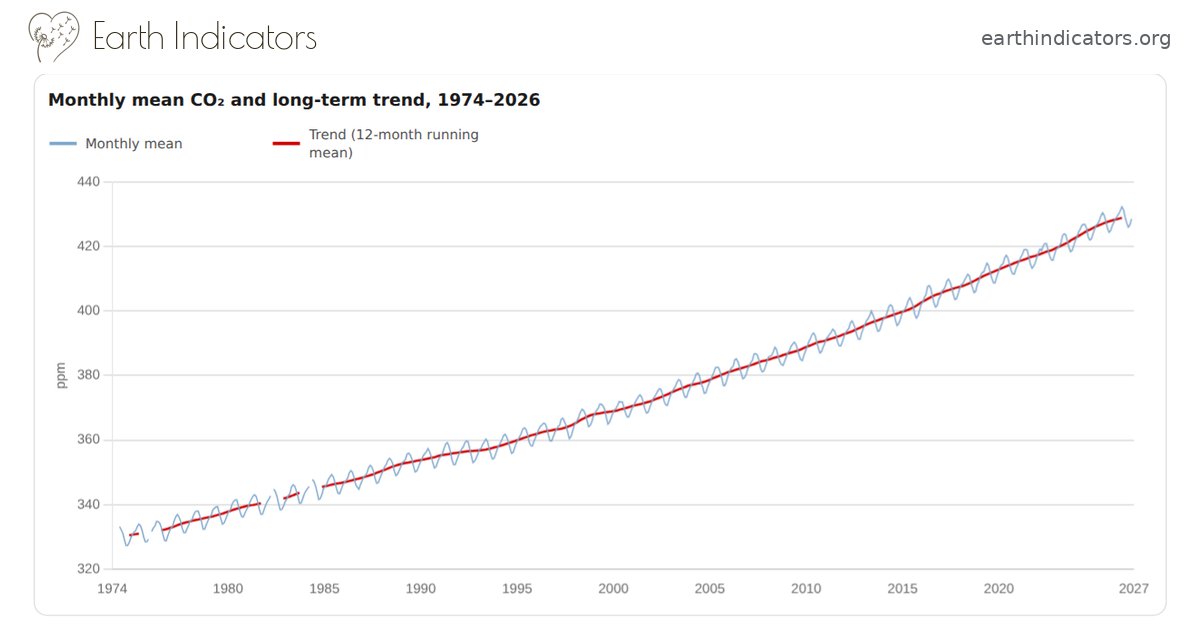 Earth Indicators
earthindicators.org
Monthly mean CO₂ and long-term trend, 1974–2026
Monthly mean
Trend (12-month running
mean)
440
420
400
380
360
340
320
ppm
1974
1980
1985
1990
1995
2000
2005
2010
2015
2020
2027